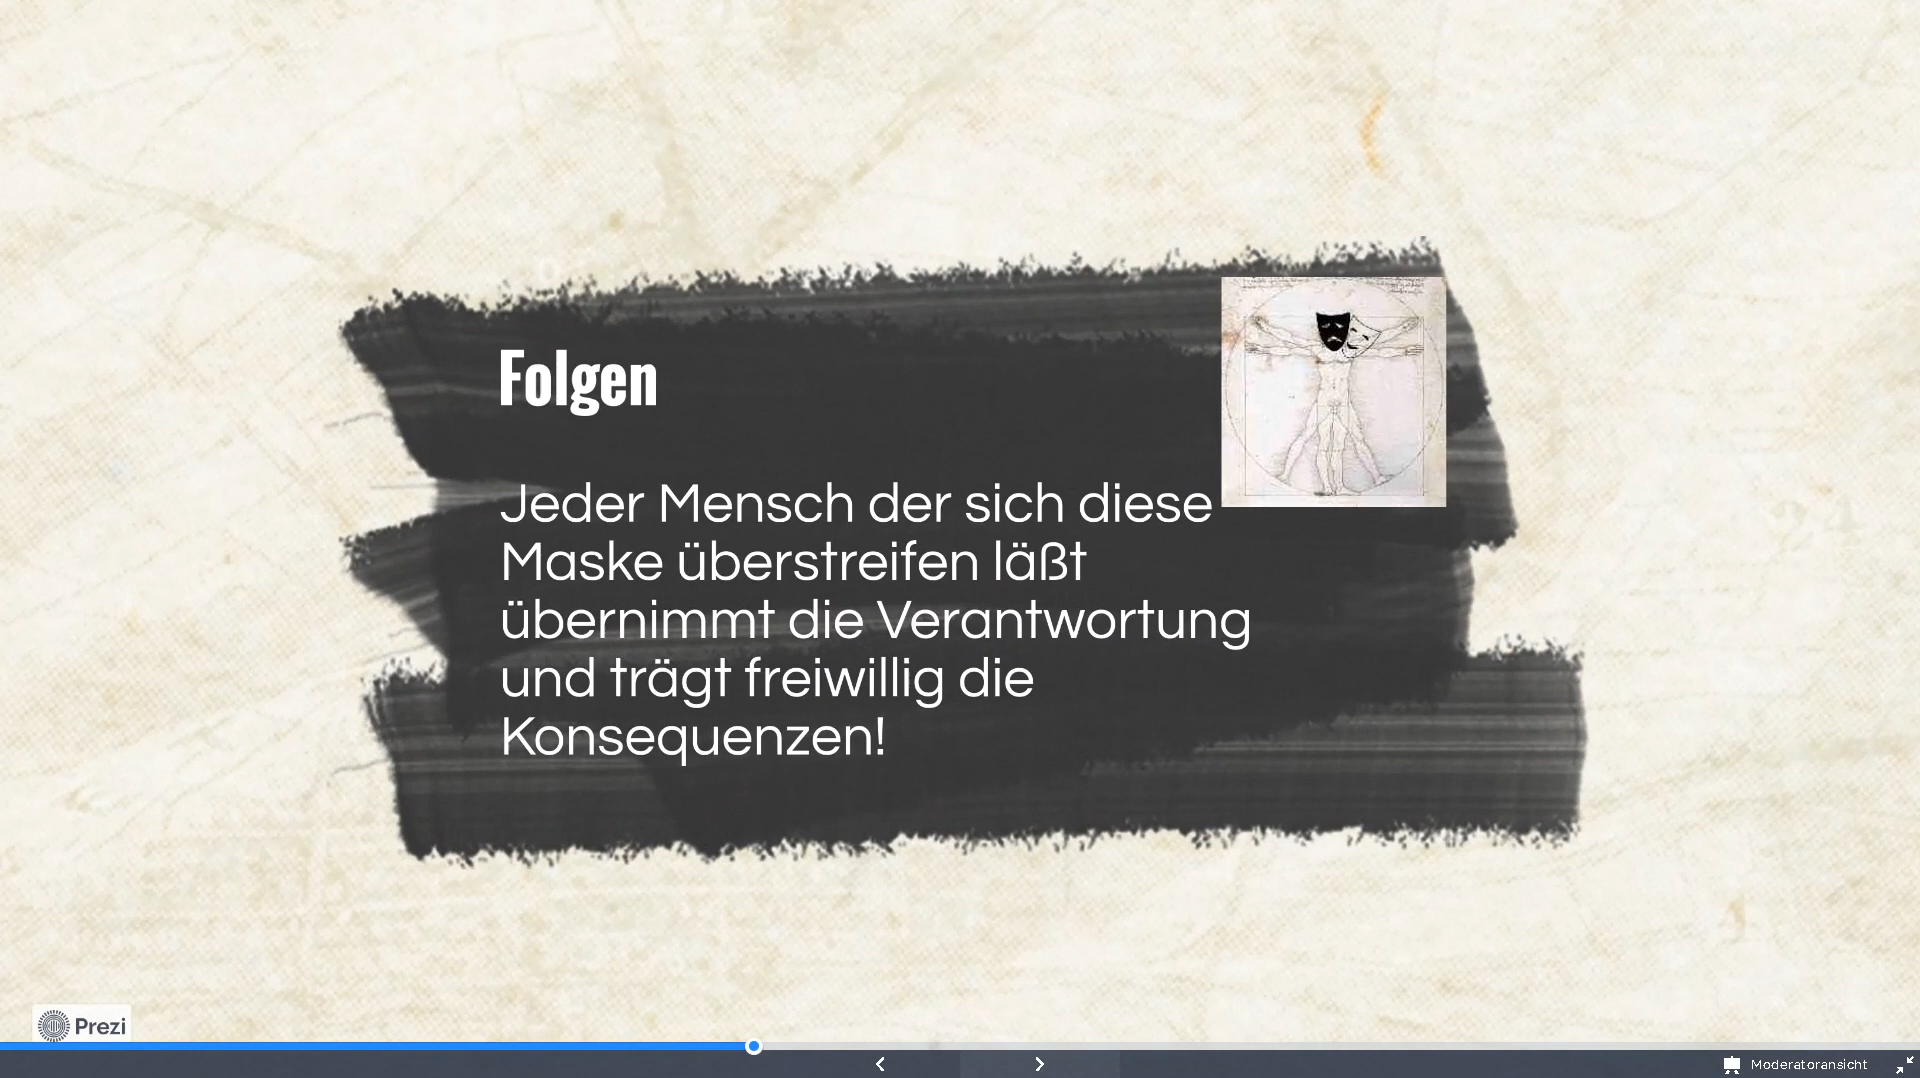 Folgen
Jeder Mensch der sich diese
Maske überstreifen läßt
übernimmt die Verantwortung
und trägt freiwillig die
Konsequenzen!
Prezi
Moderatoransicht